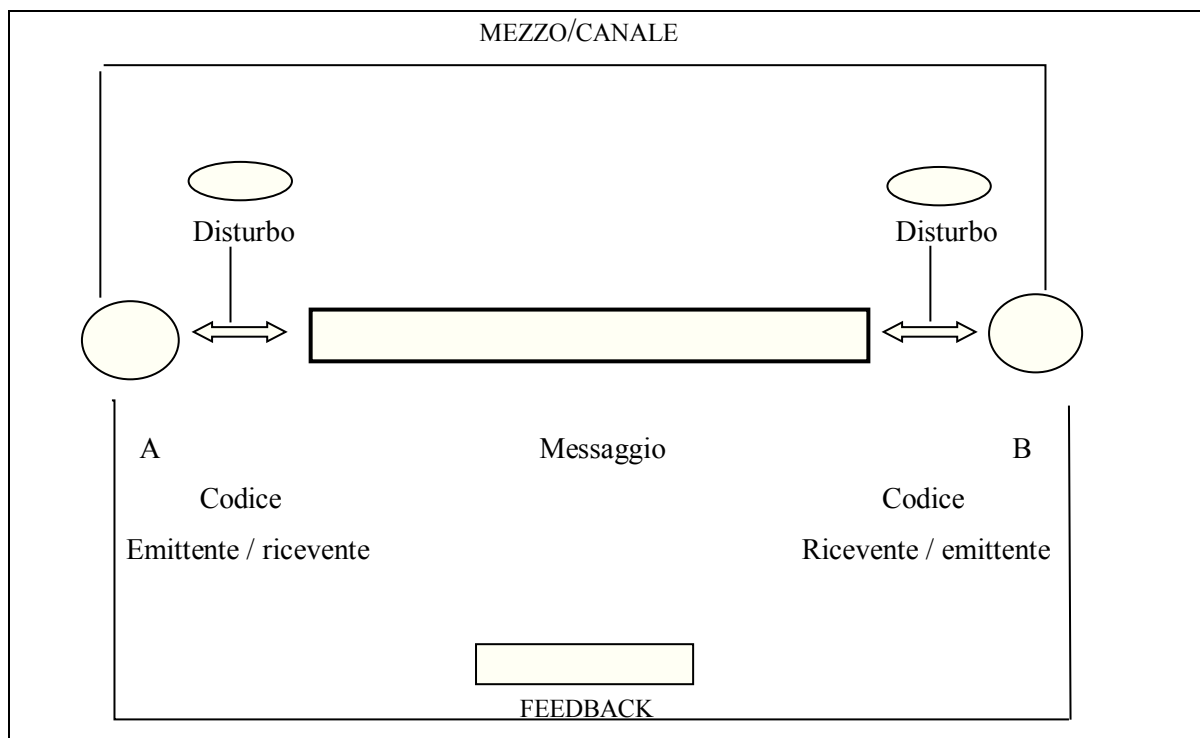 MEZZO/CANALE
Disturbo Disturbo
A Messaggio B
Codice Codice
Emittente / ricevente Ricevente / emittente
FEEDBACK